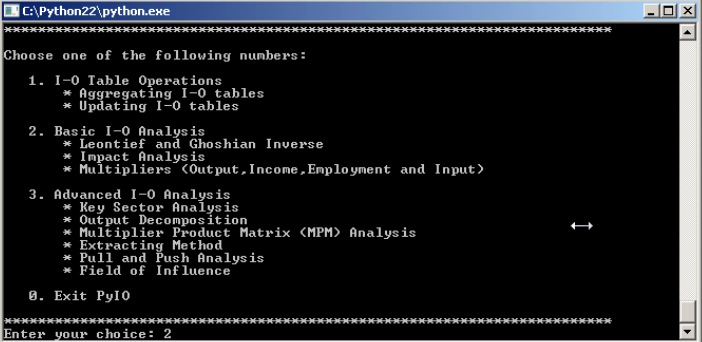 C:\Python22\python.exe
******************************************************************************
Choose one of the following numbers:
1. I-O Table Operations
* Aggregating I-O tables
* Updating I-O tables
2. Basic I-O Analysis
* Leontief and Ghoshian Inverse
* Impact Analysis
* Multipliers (Output,Income,Employment and Input)
3. Advanced I-O Analysis
* Key Sector Analysis
* Output Decomposition
* Multiplier Product Matrix (MPM) Analysis
* Extracting Method
* Pull and Push Analysis
* Field of Influence
0. Exit PyIO
******************************************************************************
Enter your choice: 2